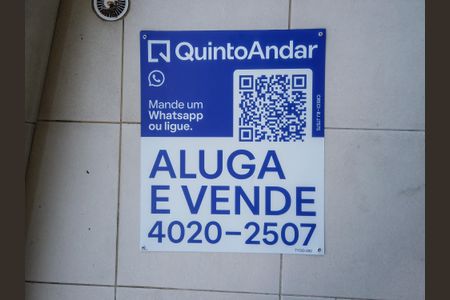 QuintoAndar
Mande um
Whatsapp
ou ligue.
ALUGA
E VENDE
4020-2507